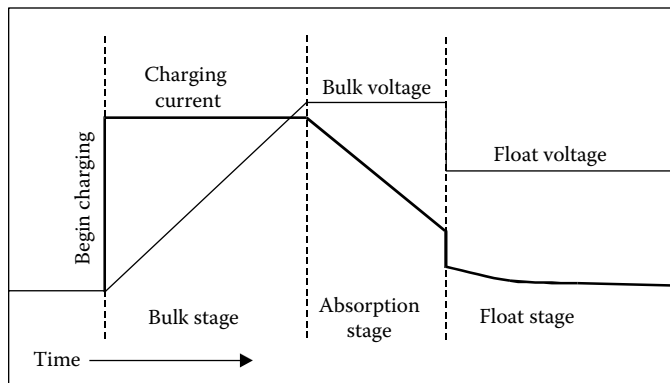 Charging
current
Bulk voltage
Float voltage
Begin charging
Bulk stage
Absorption
stage
Float stage
Time